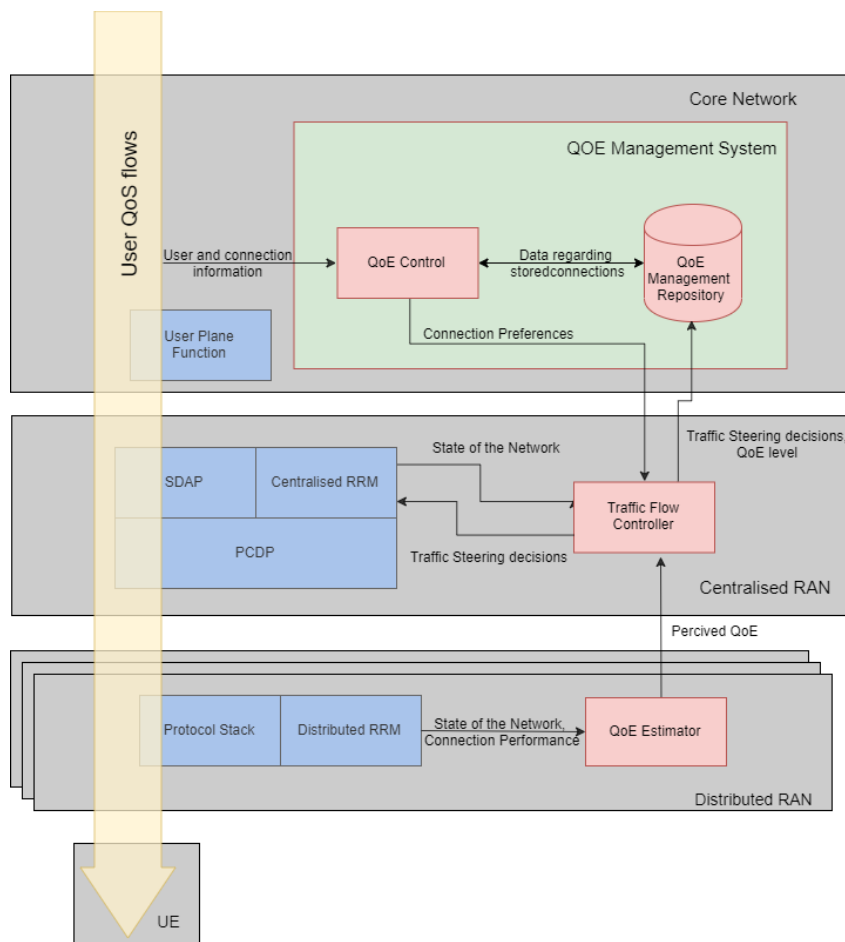 Core Network
QOE Management System
User QoS flows
User and connection
information
QoE Control
Data regarding
storedconnections
QoE
Management
Repository
User Plane
Function
Connection Preferences
State of the Network
Traffic Steering decisions,
QoE level
SDAP
Centralised RRM
Traffic Flow
Controller
PCDP
Traffic Steering decisions
Centralised RAN
Percived QoE
Protocol Stack
Distributed RRM
State of the Network,
Connection Performance
QoE Estimator
Distributed RAN
UE